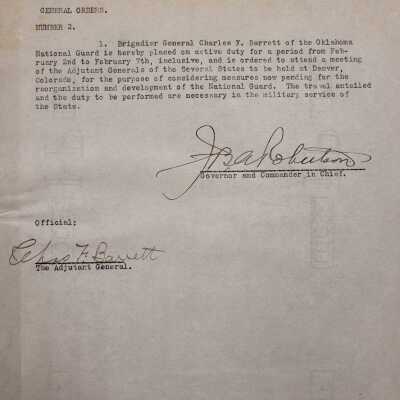 GENERAL ORDERS.
NUMBER 2.
1. Brigadier General Charles F. Barrett of the Oklahoma
National Guard is hereby placed on active duty for a period from Feb-
ruary 2nd to February 7th, inclusive, and is ordered to attend a meeting
of the Adjutant Generals of the Several States to be held at Denver,
Colorado, for the purpose of considering measures now pending for the
reorganization and development of the National Guard. The travel entailed
and the duty to be performed are necessary in the military service of
the State.
J B A Robertson
Governor and Commander in Chief.
Official:
Chas F. Barrett
The Adjutant General.